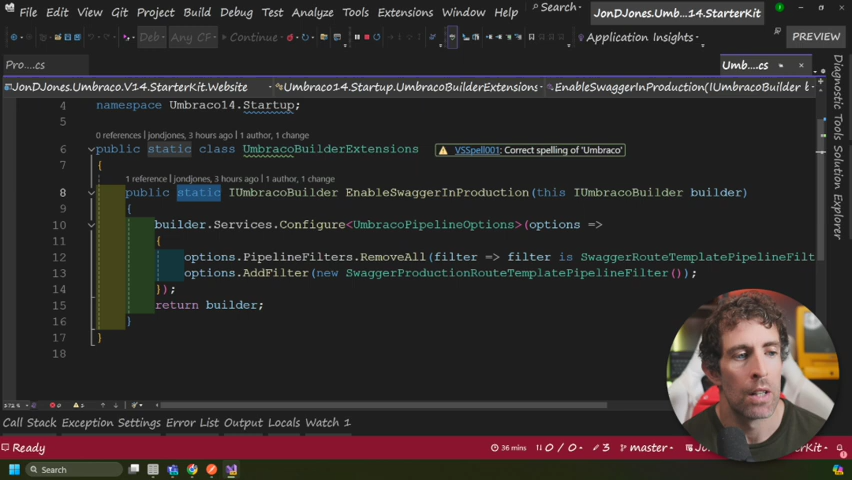 File Edit View Git Project Build Debug Test Analyze Tools Extensions Window Help Search JonDJones.Umb...14.StarterKit
Deb Any CF Continue Application Insights PREVIEW
Pro....cs Umb....cs
JonDJones.Umbraco.V14.StarterKit.Website Umbraco14.Startup.UmbracoBuilderExtensions EnableSwaggerInProduction(IUmbracoBuilder b
4 namespace Umbraco14.Startup;
5
0 references | jondjones, 3 hours ago | 1 author, 1 change
6 public static class UmbracoBuilderExtensions VSSpell001: Correct spelling of 'Umbraco'
7 {
1 reference | jondjones, 3 hours ago | 1 author, 1 change
8 public static IUmbracoBuilder EnableSwaggerInProduction(this IUmbracoBuilder builder)
9 {
10 builder.Services.Configure<UmbracoPipelineOptions>(options =>
11 {
12 options.PipelineFilters.RemoveAll(filter => filter is SwaggerRouteTemplatePipelineFilt
13 options.AddFilter(new SwaggerProductionRouteTemplatePipelineFilter());
14 });
15 return builder;
16 }
17 }
18
Diagnostic Tools Solution Explorer
Call Stack Exception Settings Error List Output Locals Watch 1
Ready 36 mins 0 / 0 3 master
Search